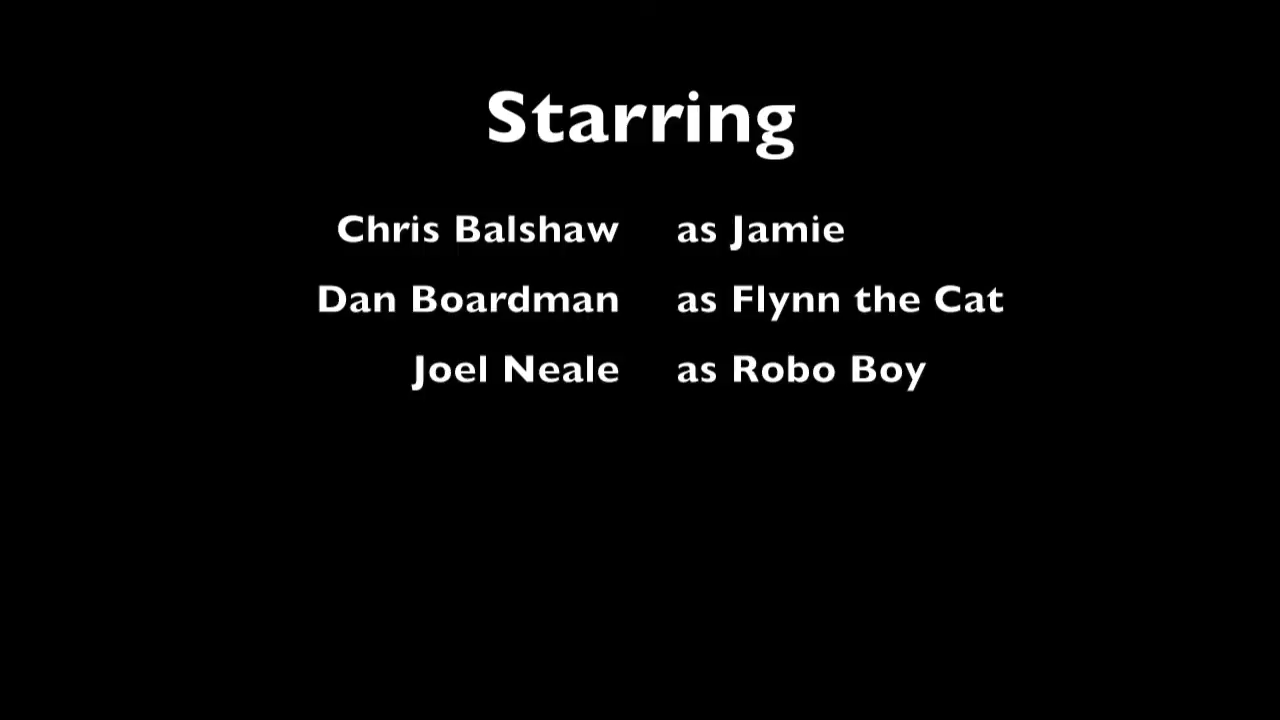 Starring
Chris Balshaw as Jamie
Dan Boardman as Flynn the Cat
Joel Neale as Robo Boy